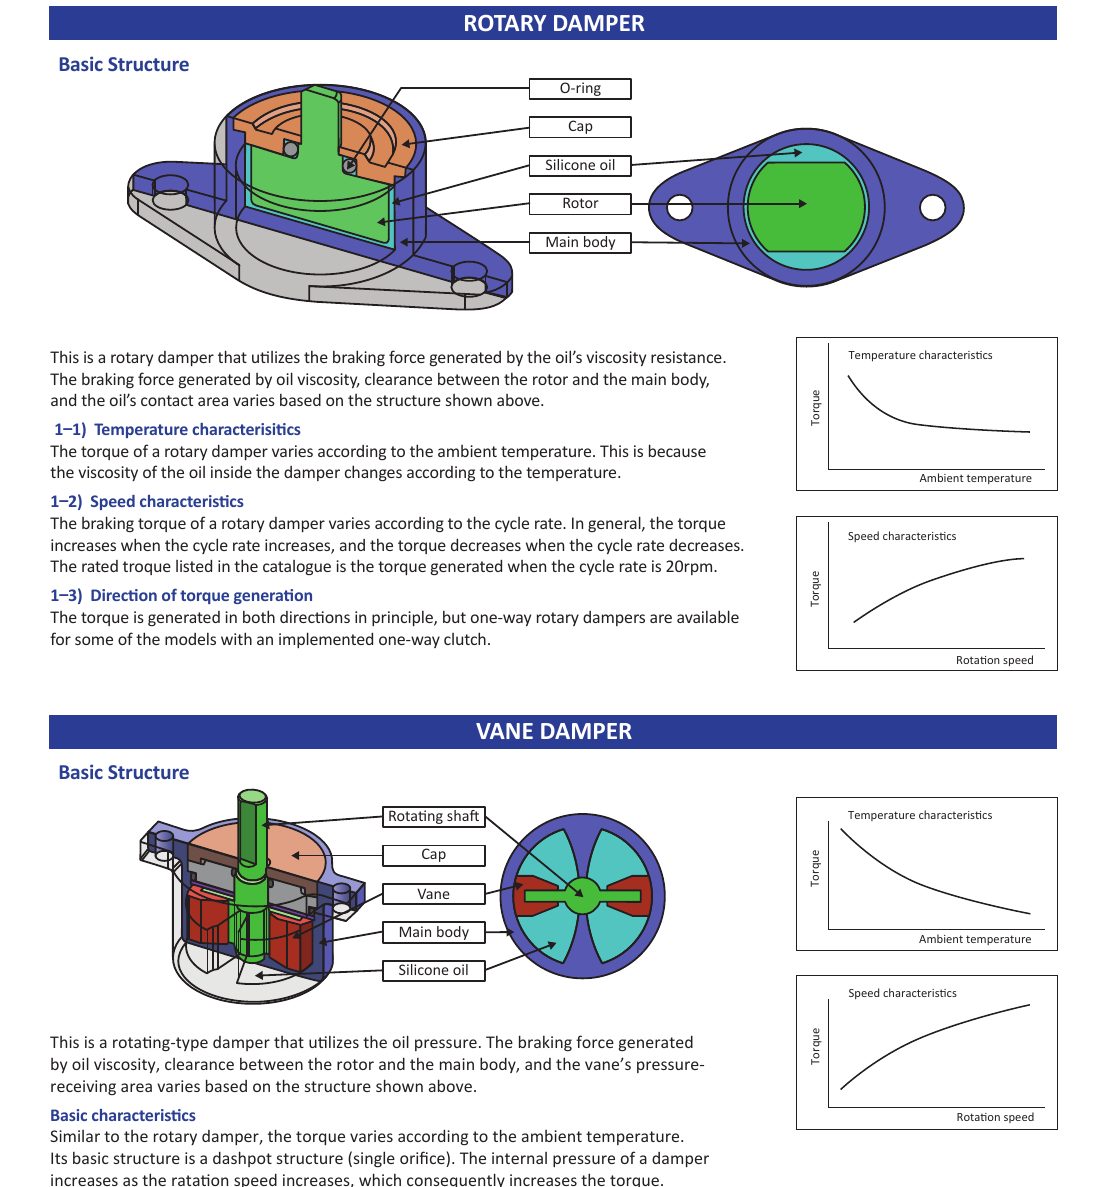 ROTARY DAMPER
Basic Structure
O-ring
Cap
Silicone oil
Rotor
Main body
This is a rotary damper that utilizes the braking force generated by the oil’s viscosity resistance.
The braking force generated by oil viscosity, clearance between the rotor and the main body,
and the oil’s contact area varies based on the structure shown above.
1–1) Temperature characterisitics
The torque of a rotary damper varies according to the ambient temperature. This is because
the viscosity of the oil inside the damper changes according to the temperature.
1–2) Speed characteristics
The braking torque of a rotary damper varies according to the cycle rate. In general, the torque
increases when the cycle rate increases, and the torque decreases when the cycle rate decreases.
The rated troque listed in the catalogue is the torque generated when the cycle rate is 20rpm.
1–3) Direction of torque generation
The torque is generated in both directions in principle, but one-way rotary dampers are available
for some of the models with an implemented one-way clutch.
Temperature characteristics
Torque
Ambient temperature
Speed characteristics
Torque
Rotation speed
VANE DAMPER
Basic Structure
Rotating shaft
Cap
Vane
Main body
Silicone oil
This is a rotating-type damper that utilizes the oil pressure. The braking force generated
by oil viscosity, clearance between the rotor and the main body, and the vane’s pressure-
receiving area varies based on the structure shown above.
Basic characteristics
Similar to the rotary damper, the torque varies according to the ambient temperature.
Its basic structure is a dashpot structure (single orifice). The internal pressure of a damper
increases as the ratation speed increases, which consequently increases the torque.
Temperature characteristics
Torque
Ambient temperature
Speed characteristics
Torque
Rotation speed